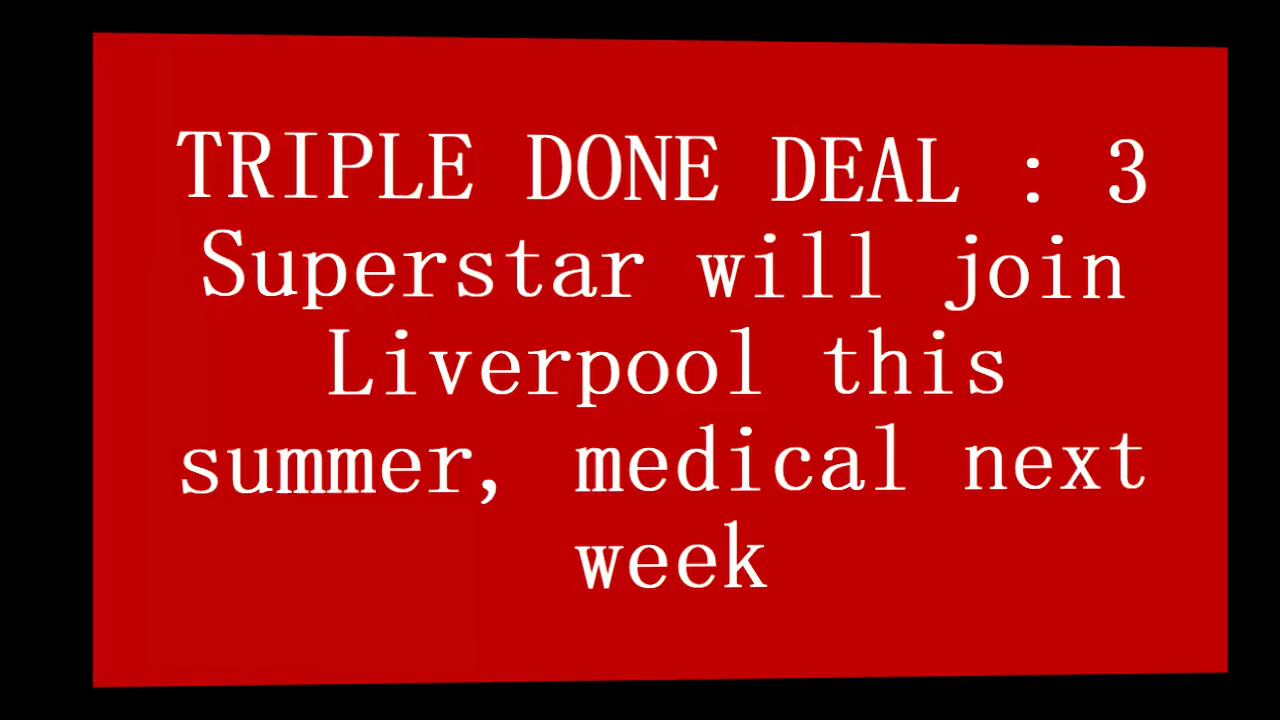 TRIPLE DONE DEAL : 3
Superstar will join
Liverpool this
summer, medical next
week